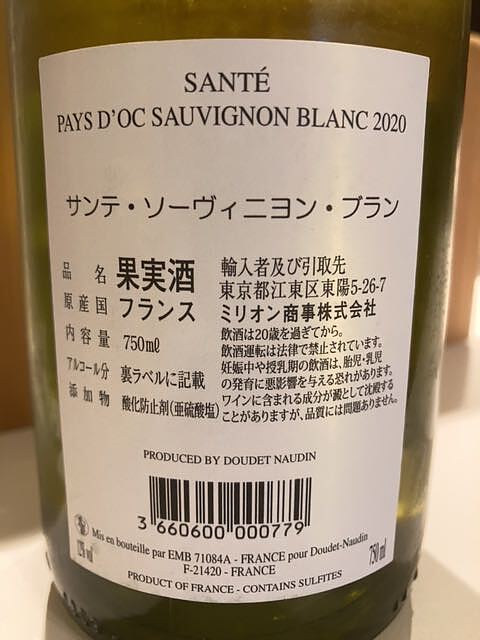 SANTÉ
PAYS D'OC SAUVIGNON BLANC 2020
サンテ・ソーヴィニヨン・ブラン
品 名 果実酒
原産国 フランス
内容量 750mℓ
アルコール分 裏ラベルに記載
添加物 酸化防止剤(亜硫酸塩)
輸入者及び引取先
東京都江東区東陽5-26-7
ミリオン商事株式会社
飲酒は20歳を過ぎてから。
飲酒運転は法律で禁止されています。
妊娠中や授乳期の飲酒は、胎児・乳児
の発育に悪影響を与える恐れがあります。
ワインに含まれる成分が澱として沈殿する
ことがありますが、品質には問題ありません。
PRODUCED BY DOUDET NAUDIN
3 660600 000779
Mis en bouteille par EMB 71084A - FRANCE pour Doudet-Naudin
12% vol
F-21420 - FRANCE
750 ml
PRODUCT OF FRANCE - CONTAINS SULFITES